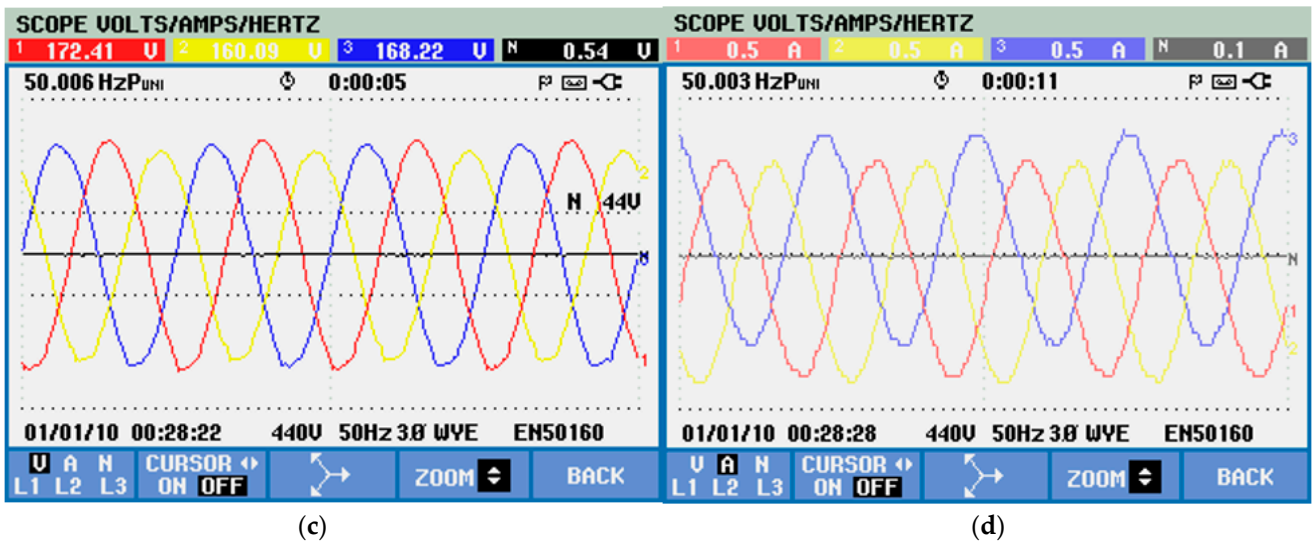 SCOPE VOLTS/AMPS/HERTZ
1 172.41 V 2 160.09 V 3 168.22 V N 0.54 V
50.006 HzPUNI 0:00:05
2
N 44V
N
3
1
01/01/10 00:28:22 440V 50Hz 3Ø WYE EN50160
V A N
L1 L2 L3
CURSOR
ON OFF
ZOOM
BACK
(c)
SCOPE VOLTS/AMPS/HERTZ
1 0.5 A 2 0.5 A 3 0.5 A N 0.1 A
50.003 HzPUNI 0:00:11
3
N
1
2
01/01/10 00:28:28 440V 50Hz 3Ø WYE EN50160
V A N
L1 L2 L3
CURSOR
ON OFF
ZOOM
BACK
(d)